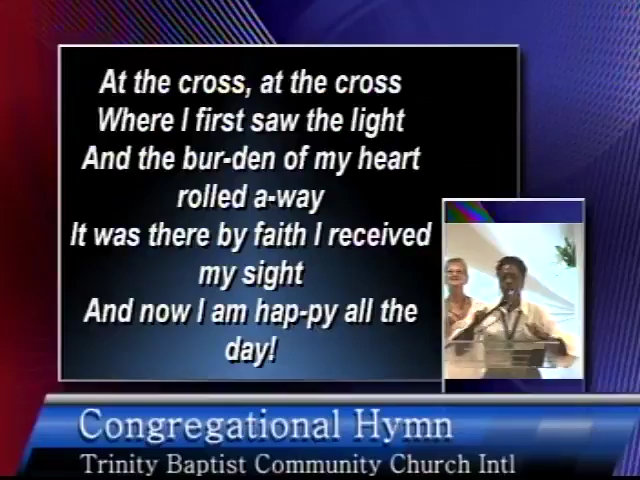 At the cross, at the cross
Where I first saw the light
And the bur-den of my heart
rolled a-way
It was there by faith I received
my sight
And now I am hap-py all the
day!
Congregational Hymn
Trinity Baptist Community Church Intl